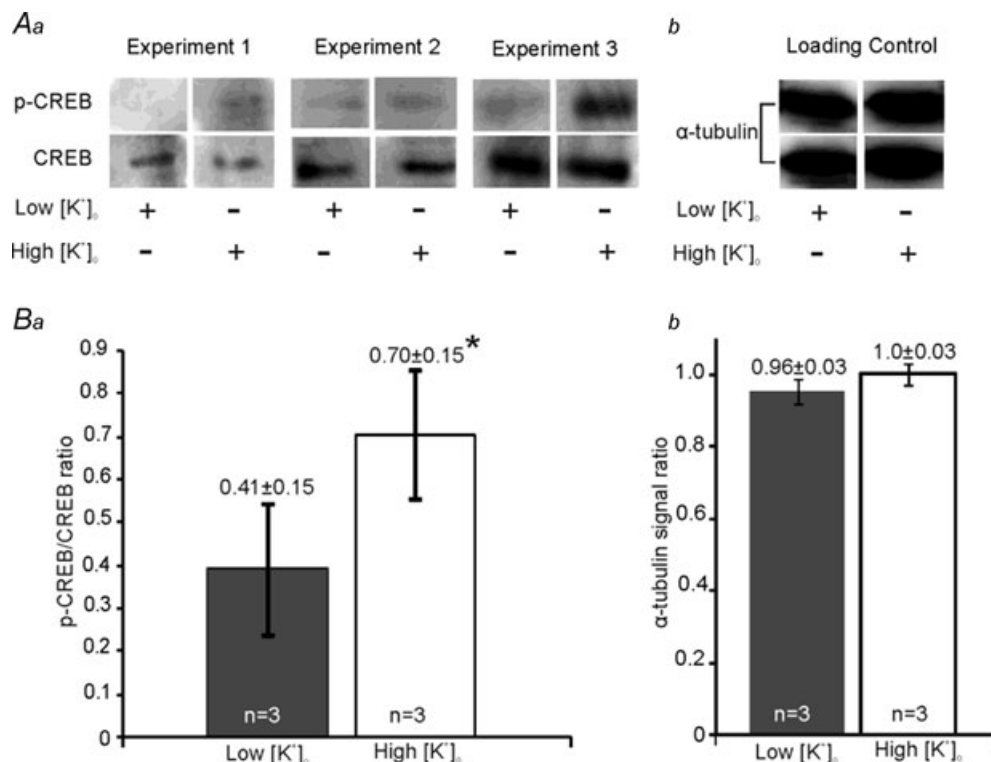 Aa
Experiment 1 Experiment 2 Experiment 3
p-CREB
CREB
Low [K⁺]ₒ + - + - + -
High [K⁺]ₒ - + - + - +
b
Loading Control
α-tubulin
Low [K⁺]ₒ + -
High [K⁺]ₒ - +
Ba
p-CREB/CREB ratio
0.9
0.8
0.7
0.6
0.5
0.4
0.3
0.2
0.1
0
0.41±0.15
0.70±0.15*
n=3 n=3
Low [K⁺]ₒ High [K⁺]ₒ
b
α-tubulin signal ratio
1.0
0.8
0.6
0.4
0.2
0
0.96±0.03 1.0±0.03
n=3 n=3
Low [K⁺]ₒ High [K⁺]ₒ